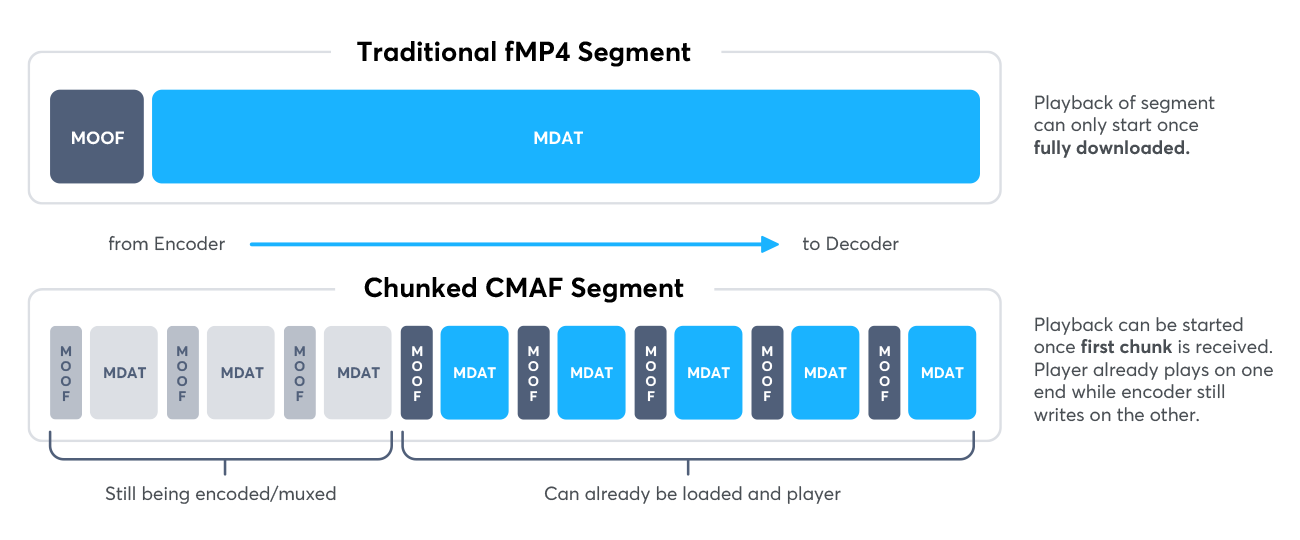 Traditional fMP4 Segment
MOOF
MDAT
Playback of segment
can only start once
fully downloaded.
from Encoder
to Decoder
Chunked CMAF Segment
MOOF
MDAT
MOOF
MDAT
MOOF
MDAT
MOOF
MDAT
MOOF
MDAT
MOOF
MDAT
MOOF
MDAT
MOOF
MDAT
Playback can be started
once first chunk is received.
Player already plays on one
end while encoder still
writes on the other.
Still being encoded/muxed
Can already be loaded and player